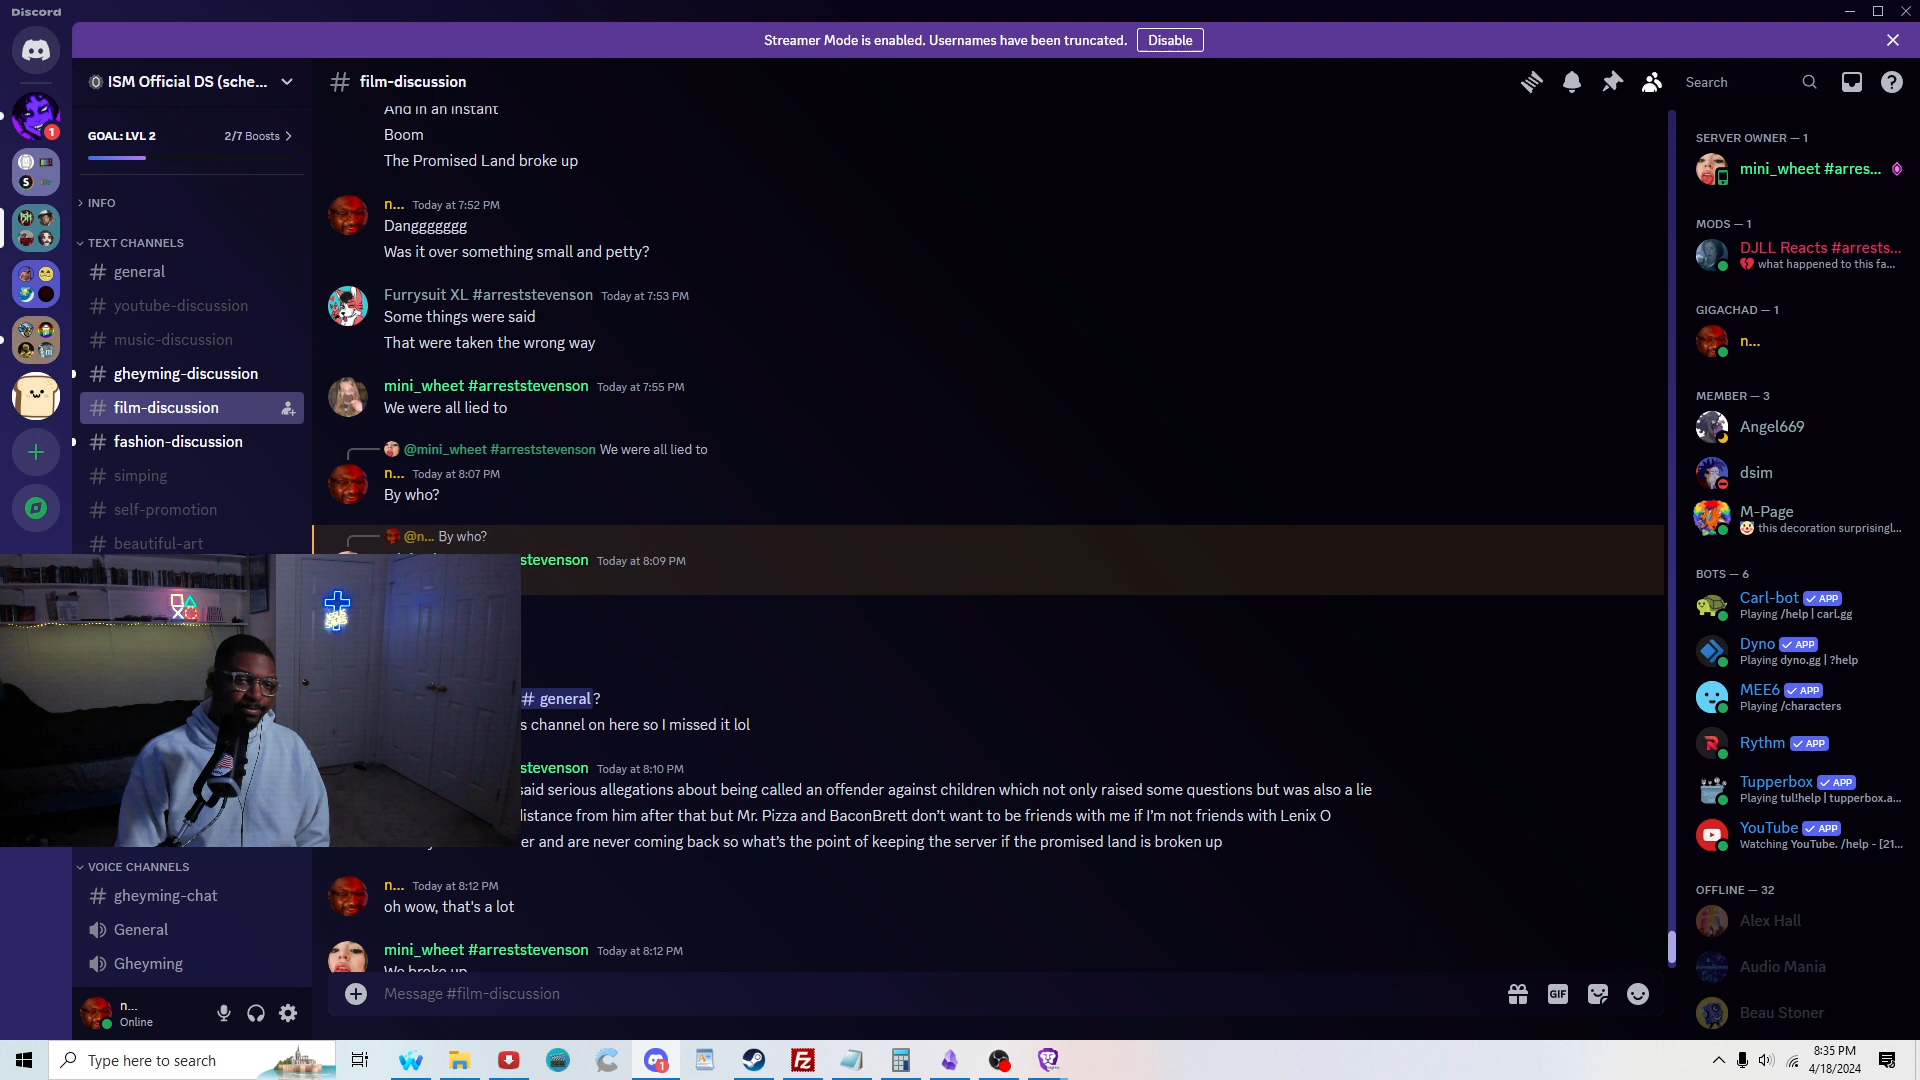 Discord
Streamer Mode is enabled. Usernames have been truncated.
Disable
ISM Official DS (sche...
film-discussion
Search
GOAL: LVL 2
2/7 Boosts
INFO
TEXT CHANNELS
general
youtube-discussion
music-discussion
gheyming-discussion
film-discussion
fashion-discussion
simping
self-promotion
beautiful-art
VOICE CHANNELS
gheyming-chat
General
Gheyming
n...
Online
And in an instant
Boom
The Promised Land broke up
n... Today at 7:52 PM
Danggggggg
Was it over something small and petty?
Furrysuit XL #arreststevenson Today at 7:53 PM
Some things were said
That were taken the wrong way
mini_wheet #arreststevenson Today at 7:55 PM
We were all lied to
@mini_wheet #arreststevenson We were all lied to
n... Today at 8:07 PM
By who?
@n... By who?
stevenson Today at 8:09 PM
# general ?
s channel on here so I missed it lol
stevenson Today at 8:10 PM
said serious allegations about being called an offender against children which not only raised some questions but was also a lie
distance from him after that but Mr. Pizza and BaconBrett don't want to be friends with me if I'm not friends with Lenix O
er and are never coming back so what's the point of keeping the server if the promised land is broken up
n... Today at 8:12 PM
oh wow, that's a lot
mini_wheet #arreststevenson Today at 8:12 PM
We broke up
Message #film-discussion
GIF
SERVER OWNER — 1
mini_wheet #arres...
MODS — 1
DJLL Reacts #arrests...
what happened to this fa...
GIGACHAD — 1
n...
MEMBER — 3
Angel669
dsim
M-Page
this decoration surprisingl...
BOTS — 6
Carl-bot APP
Playing /help | carl.gg
Dyno APP
Playing dyno.gg | ?help
MEE6 APP
Playing /characters
Rythm APP
Tupperbox APP
Playing tul!help | tupperbox.a...
YouTube APP
Watching YouTube. /help - [21...
OFFLINE — 32
Alex Hall
Audio Mania
Beau Stoner
Type here to search
8:35 PM
4/18/2024